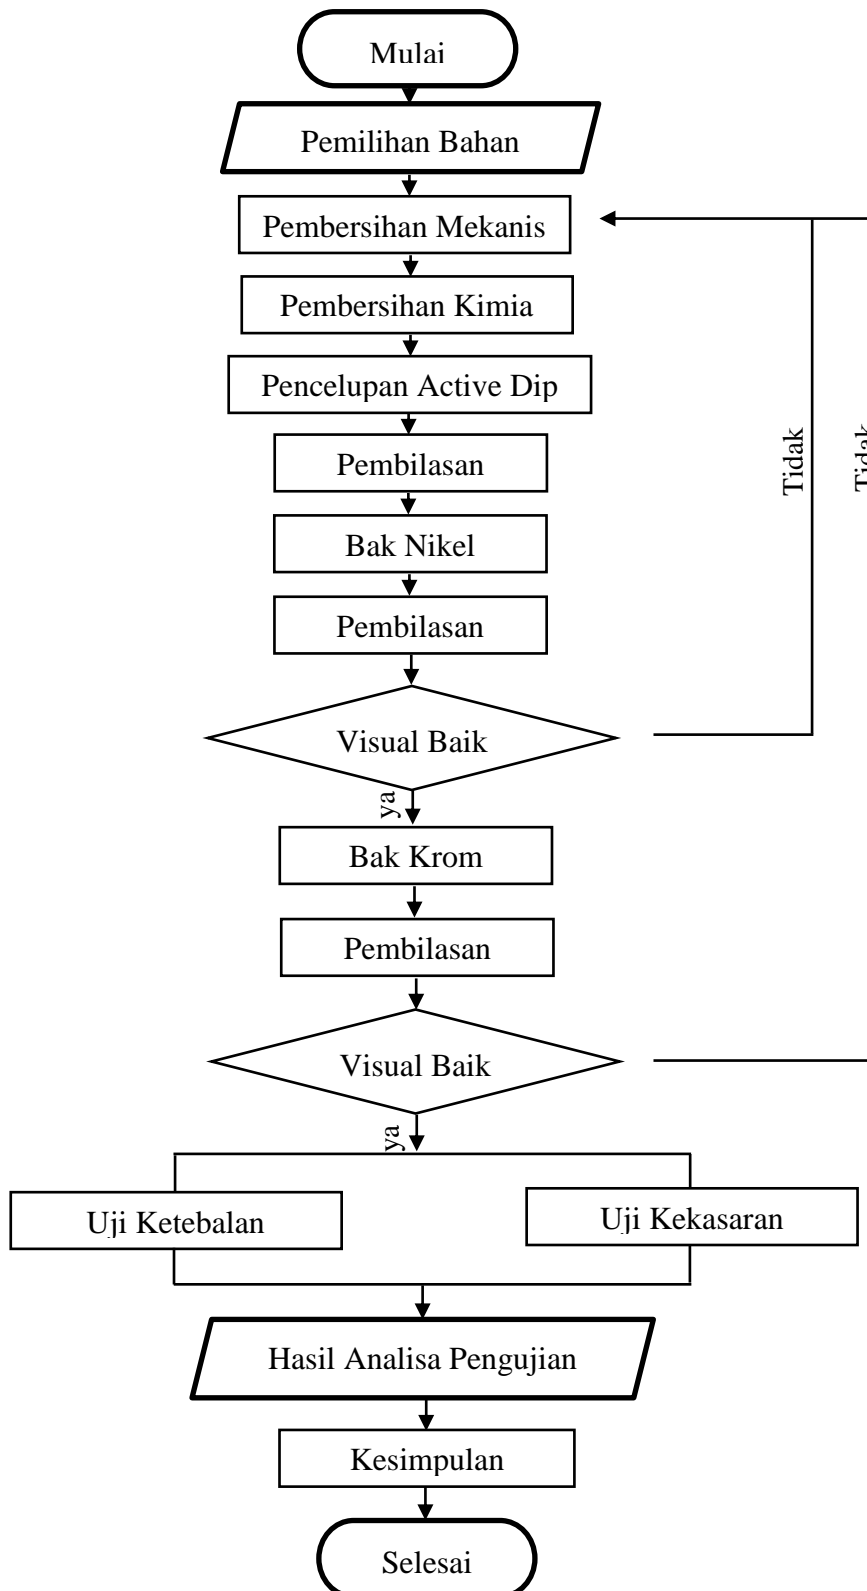 Mulai
Pemilihan Bahan
Pembersihan Mekanis
Pembersihan Kimia
Pencelupan Active Dip
Pembilasan
Tidak
Tidak
Bak Nikel
Pembilasan
Visual Baik
ya
Bak Krom
Pembilasan
Visual Baik
ya
Uji Ketebalan
Uji Kekasaran
Hasil Analisa Pengujian
Kesimpulan
Selesai